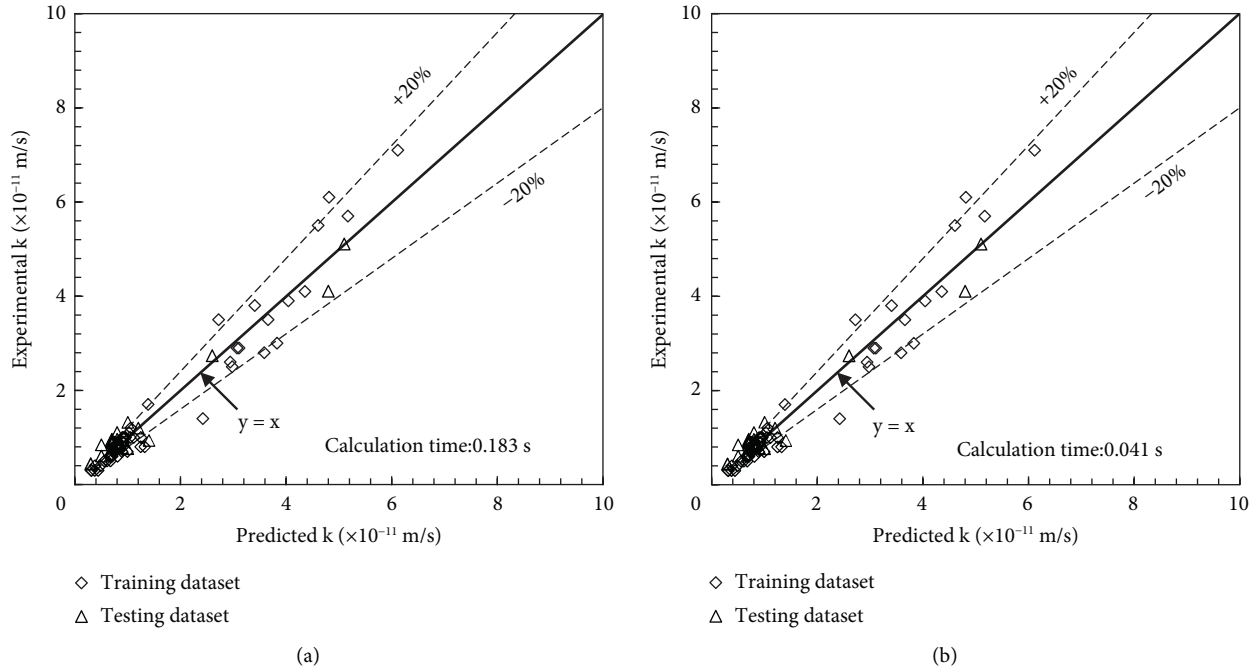 10
8
6
4
2
0
2
4
6
8
10
Experimental k (×10⁻¹¹ m/s)
Predicted k (×10⁻¹¹ m/s)
+20%
−20%
y = x
Calculation time:0.183 s
Training dataset
Testing dataset
(a)
10
8
6
4
2
0
2
4
6
8
10
Experimental k (×10⁻¹¹ m/s)
Predicted k (×10⁻¹¹ m/s)
+20%
−20%
y = x
Calculation time:0.041 s
Training dataset
Testing dataset
(b)